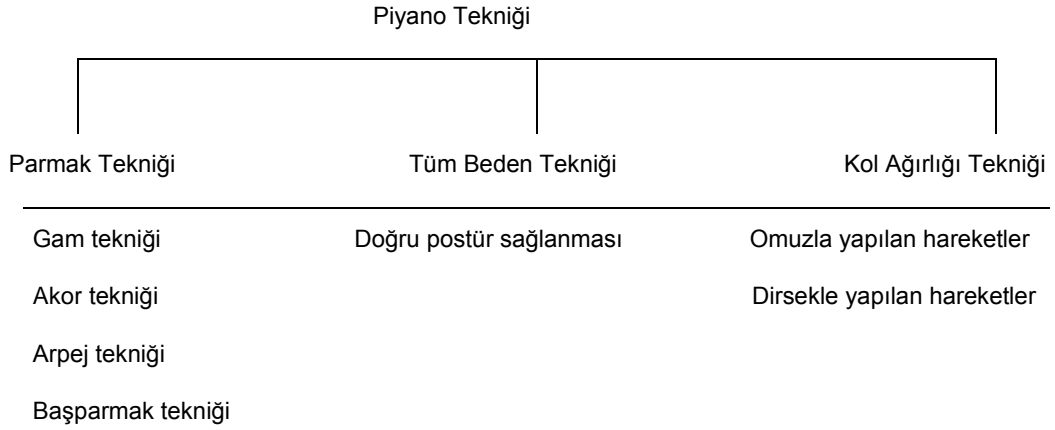 Piyano Tekniği
Parmak Tekniği Tüm Beden Tekniği Kol Ağırlığı Tekniği
Gam tekniği Doğru postür sağlanması Omuzla yapılan hareketler
Akor tekniği Dirsekle yapılan hareketler
Arpej tekniği
Başparmak tekniği